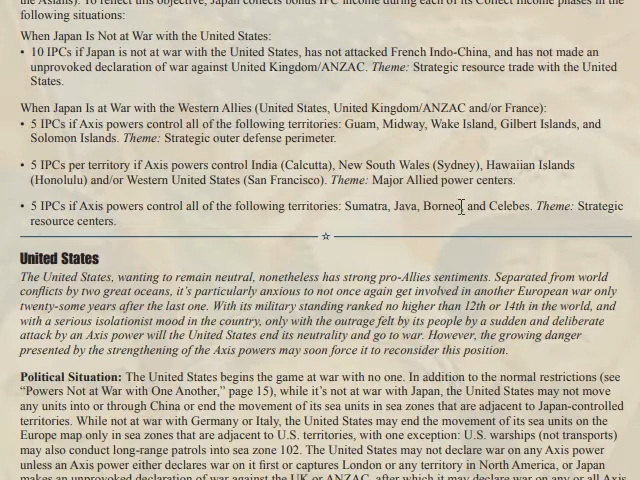 the Asians). To reflect this objective, Japan collects bonus IPC income during each of its Collect Income phases in the
following situations:
When Japan Is Not at War with the United States:
• 10 IPCs if Japan is not at war with the United States, has not attacked French Indo-China, and has not made an
unprovoked declaration of war against United Kingdom/ANZAC. Theme: Strategic resource trade with the United
States.
When Japan Is at War with the Western Allies (United States, United Kingdom/ANZAC and/or France):
• 5 IPCs if Axis powers control all of the following territories: Guam, Midway, Wake Island, Gilbert Islands, and
Solomon Islands. Theme: Strategic outer defense perimeter.
• 5 IPCs per territory if Axis powers control India (Calcutta), New South Wales (Sydney), Hawaiian Islands
(Honolulu) and/or Western United States (San Francisco). Theme: Major Allied power centers.
• 5 IPCs if Axis powers control all of the following territories: Sumatra, Java, Borneo, and Celebes. Theme: Strategic
resource centers.
United States
The United States, wanting to remain neutral, nonetheless has strong pro-Allies sentiments. Separated from world
conflicts by two great oceans, it's particularly anxious to not once again get involved in another European war only
twenty-some years after the last one. With its military standing ranked no higher than 12th or 14th in the world, and
with a serious isolationist mood in the country, only with the outrage felt by its people by a sudden and deliberate
attack by an Axis power will the United States end its neutrality and go to war. However, the growing danger
presented by the strengthening of the Axis powers may soon force it to reconsider this position.
Political Situation: The United States begins the game at war with no one. In addition to the normal restrictions (see
“Powers Not at War with One Another,” page 15), while it's not at war with Japan, the United States may not move
any units into or through China or end the movement of its sea units in sea zones that are adjacent to Japan-controlled
territories. While not at war with Germany or Italy, the United States may end the movement of its sea units on the
Europe map only in sea zones that are adjacent to U.S. territories, with one exception: U.S. warships (not transports)
may also conduct long-range patrols into sea zone 102. The United States may not declare war on any Axis power
unless an Axis power either declares war on it first or captures London or any territory in North America, or Japan
makes an unprovoked declaration of war against the UK or ANZAC, after which it may declare war on any or all Axis